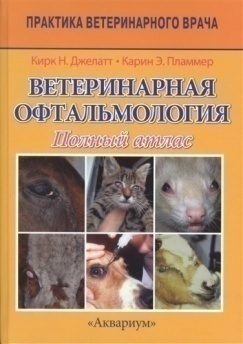 ПРАКТИКА ВЕТЕРИНАРНОГО ВРАЧА
Кирк Н. Джелатт • Карин Э. Пламмер
ВЕТЕРИНАРНАЯ
ОФТАЛЬМОЛОГИЯ
Полный атлас
«Аквариум»